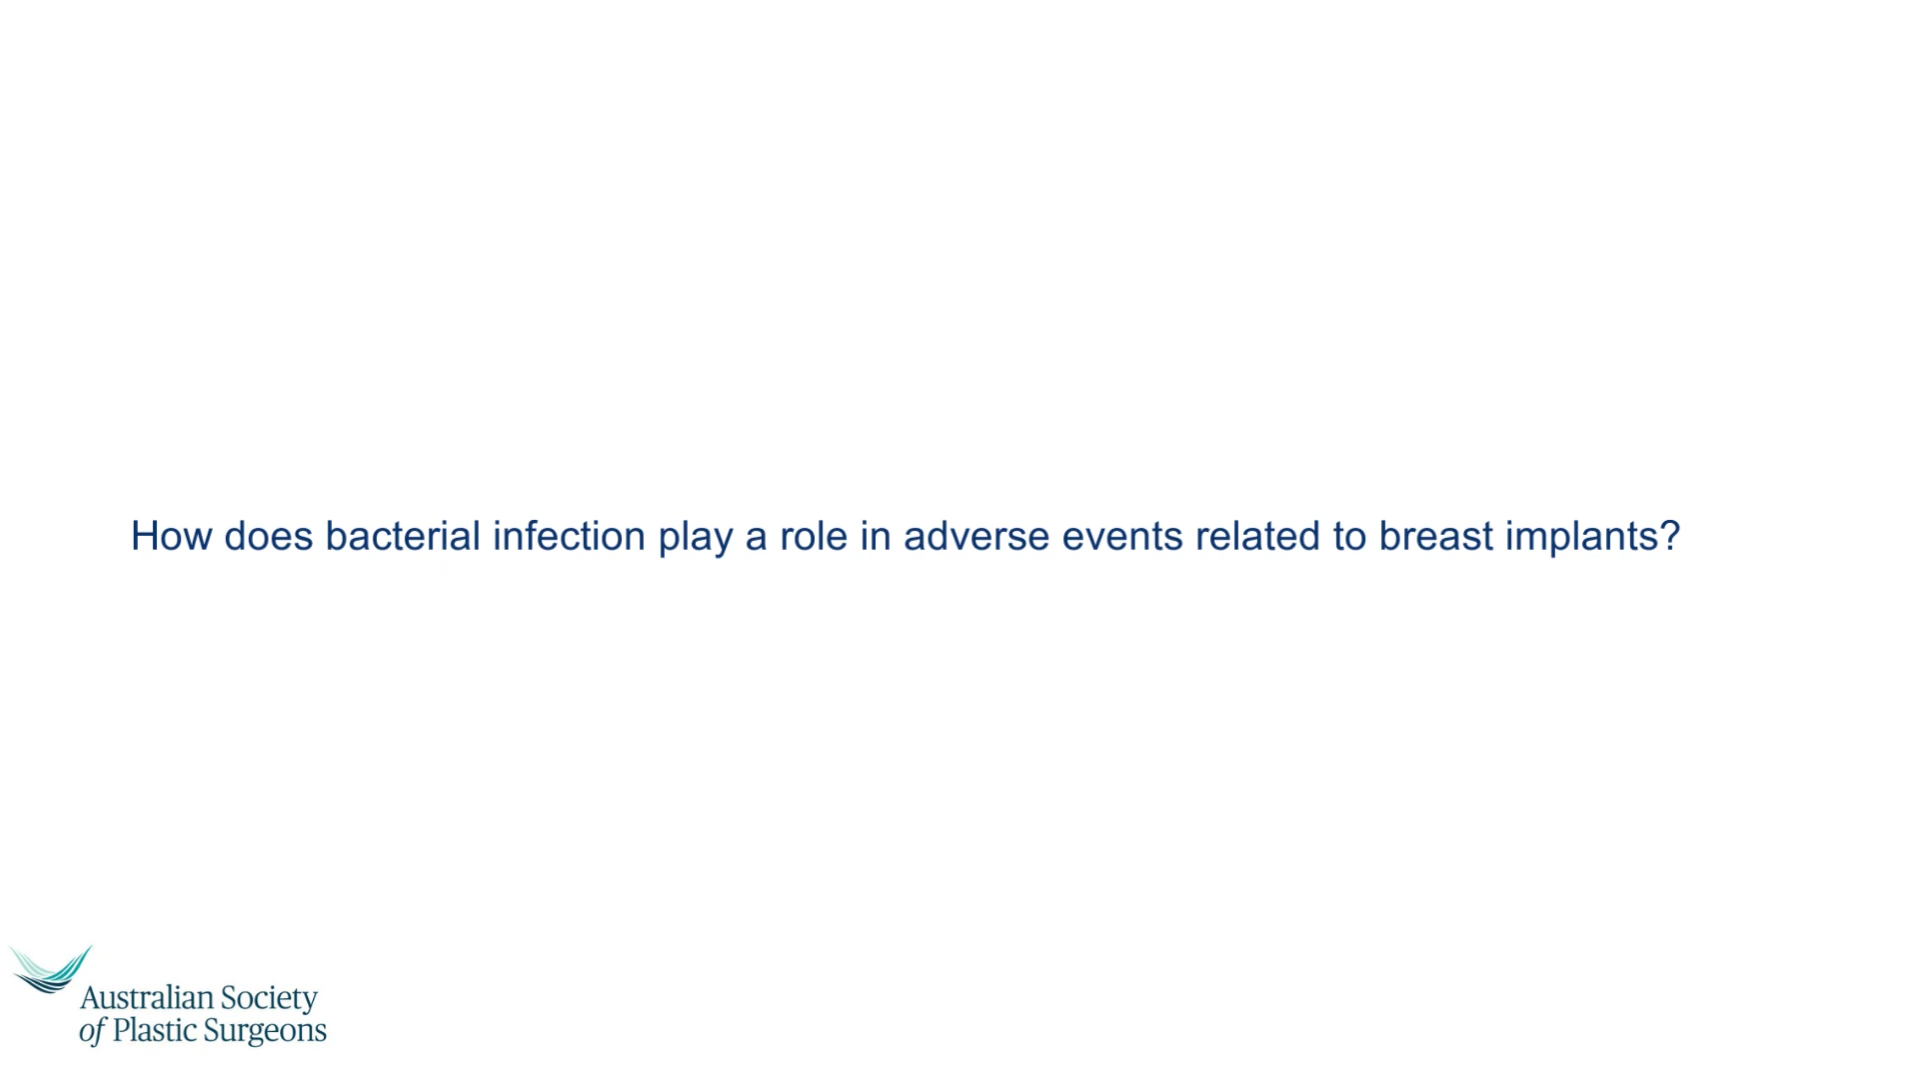 How does bacterial infection play a role in adverse events related to breast implants?
Australian Society
of Plastic Surgeons